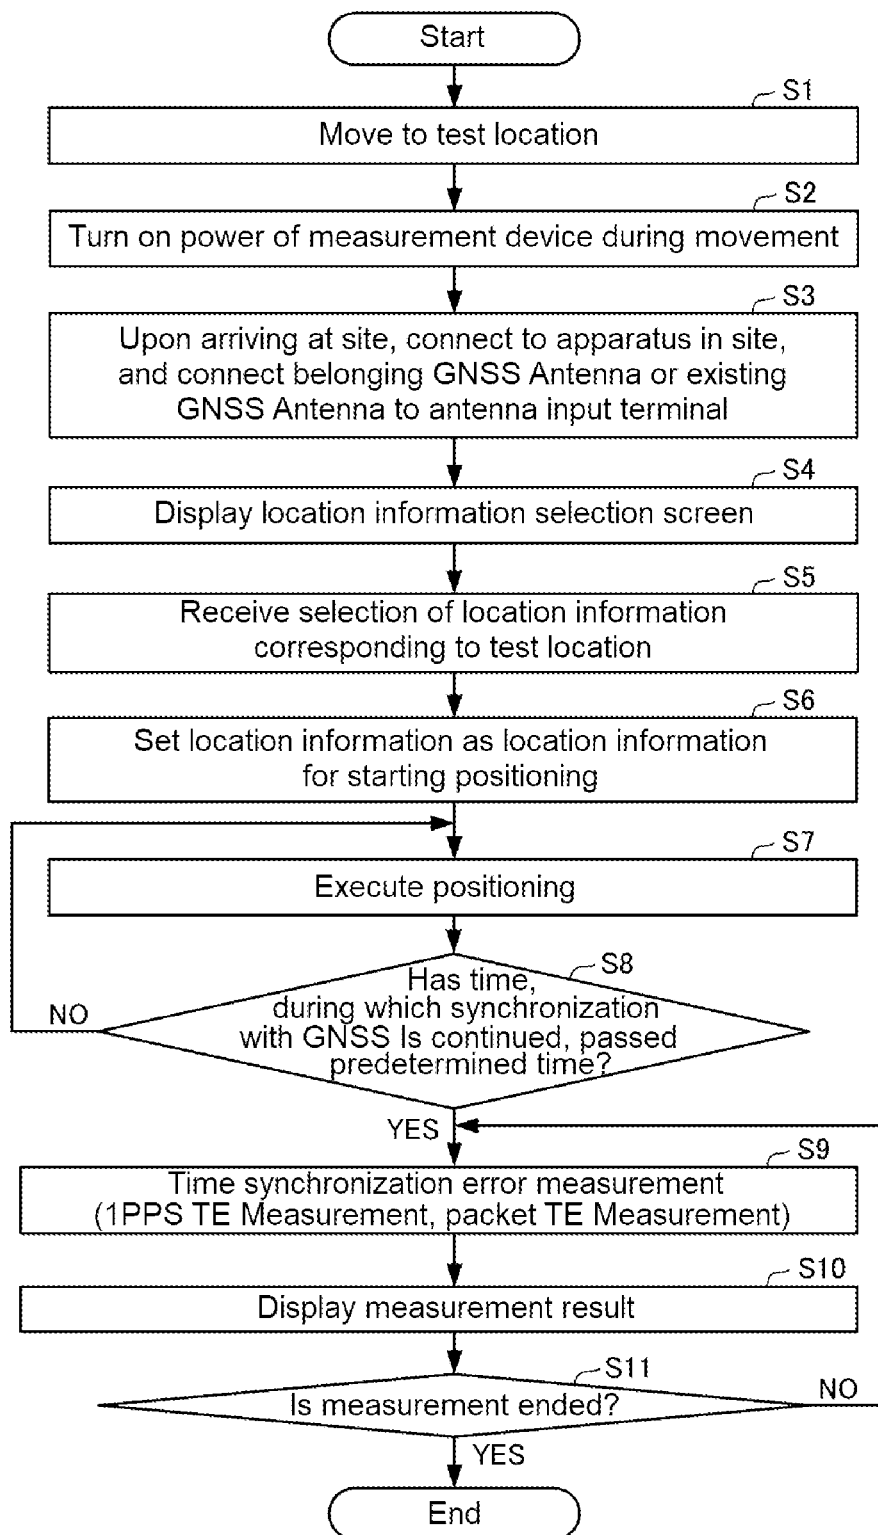 Start
S1
Move to test location
S2
Turn on power of measurement device during movement
S3
Upon arriving at site, connect to apparatus in site,
and connect belonging GNSS Antenna or existing
GNSS Antenna to antenna input terminal
S4
Display location information selection screen
S5
Receive selection of location information
corresponding to test location
S6
Set location information as location information
for starting positioning
S7
Execute positioning
S8
Has time,
during which synchronization
with GNSS Is continued, passed
predetermined time?
NO
YES
S9
Time synchronization error measurement
(1PPS TE Measurement, packet TE Measurement)
S10
Display measurement result
S11
Is measurement ended?
NO
YES
End